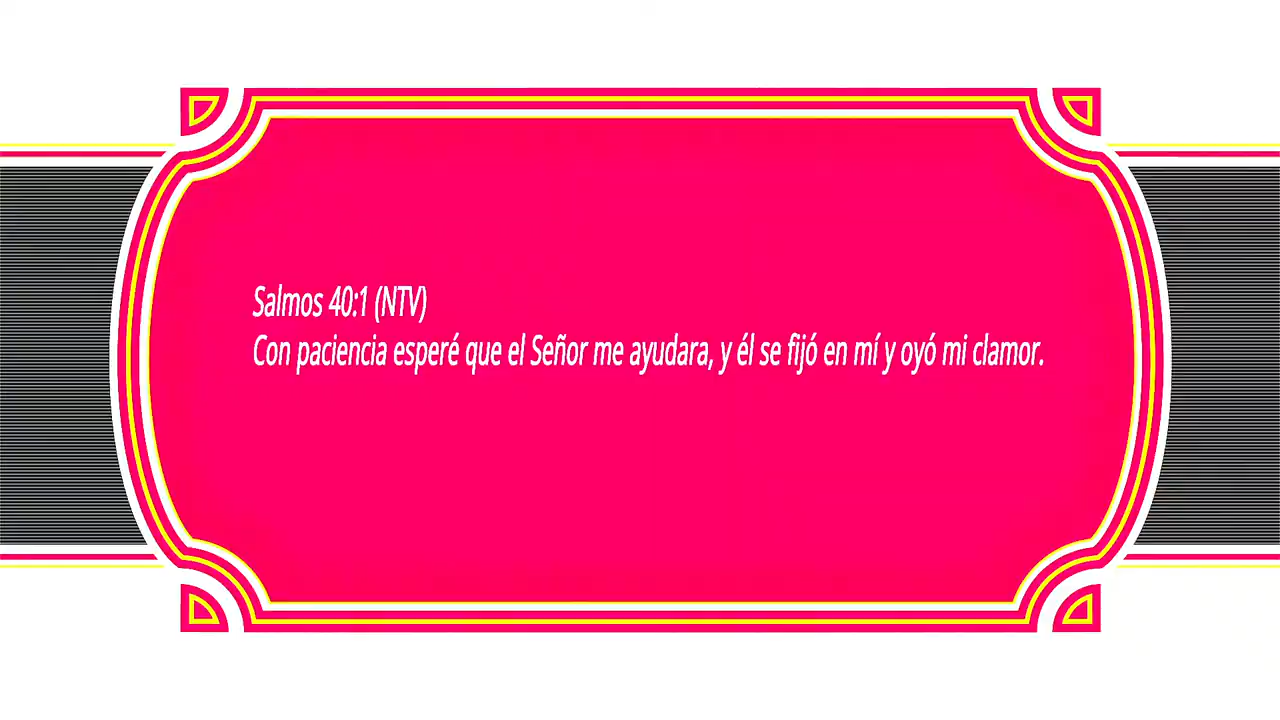 Salmos 40:1 (NTV)
Con paciencia esperé que el Señor me ayudara, y él se fijó en mí y oyó mi clamor.